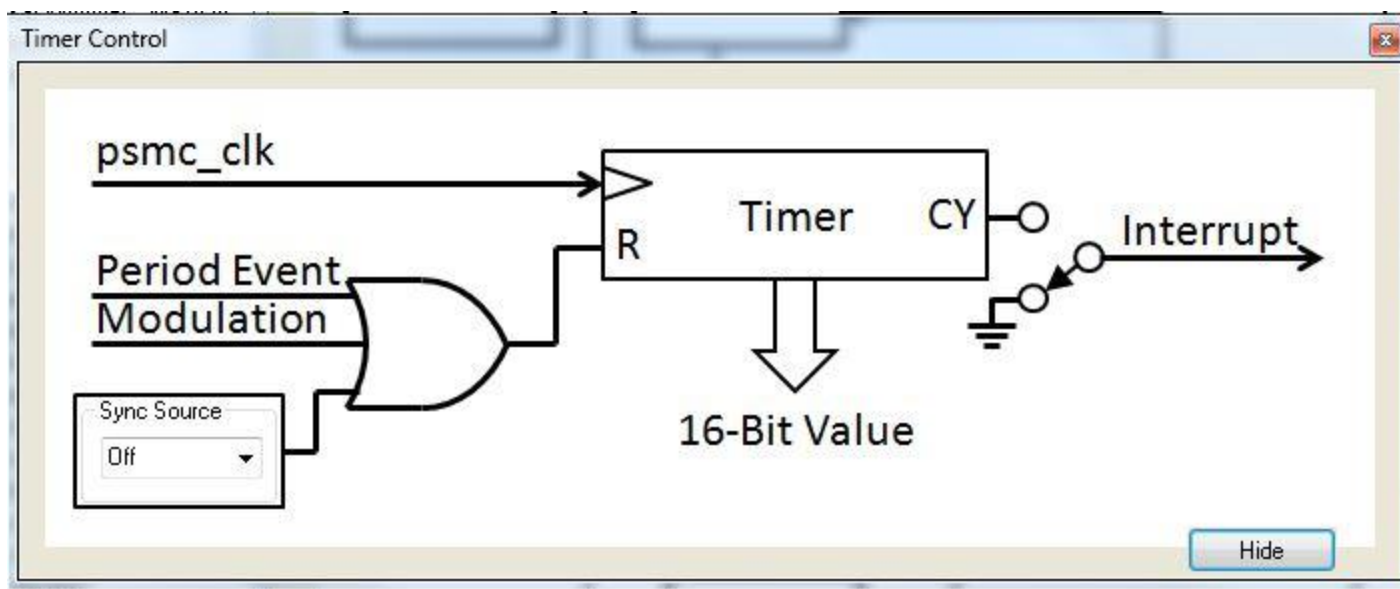 Timer Control
psmc_clk
Timer
CY
R
Interrupt
Period Event
Modulation
Sync Source
Off
16-Bit Value
Hide